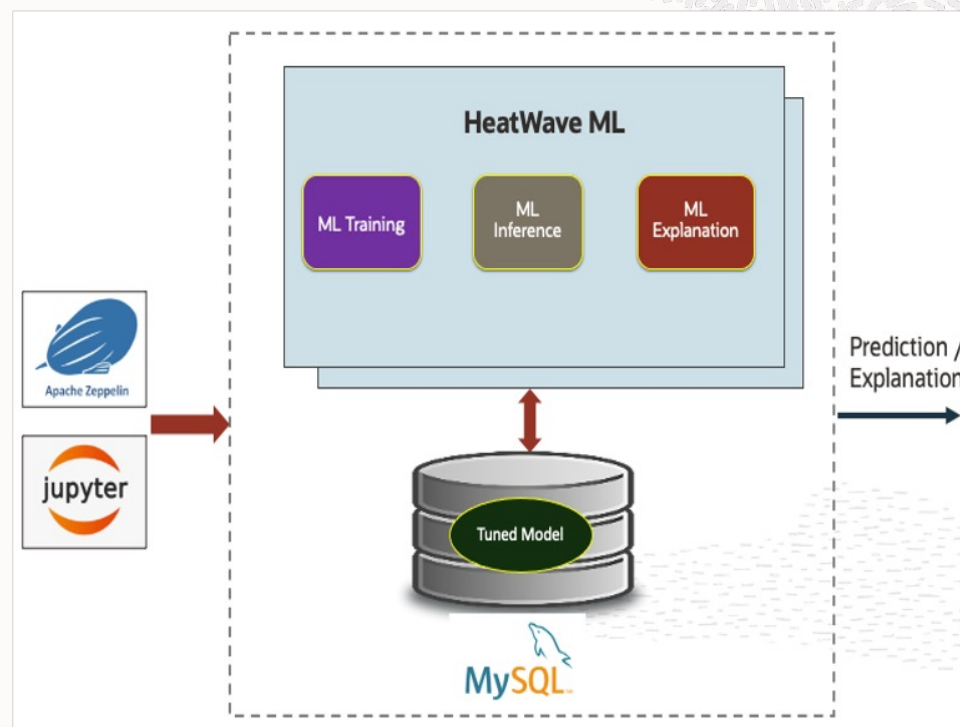 HeatWave ML
ML Training
ML
Inference
ML
Explanation
Apache Zeppelin
jupyter
Prediction /
Explanation
Tuned Model
MySQL